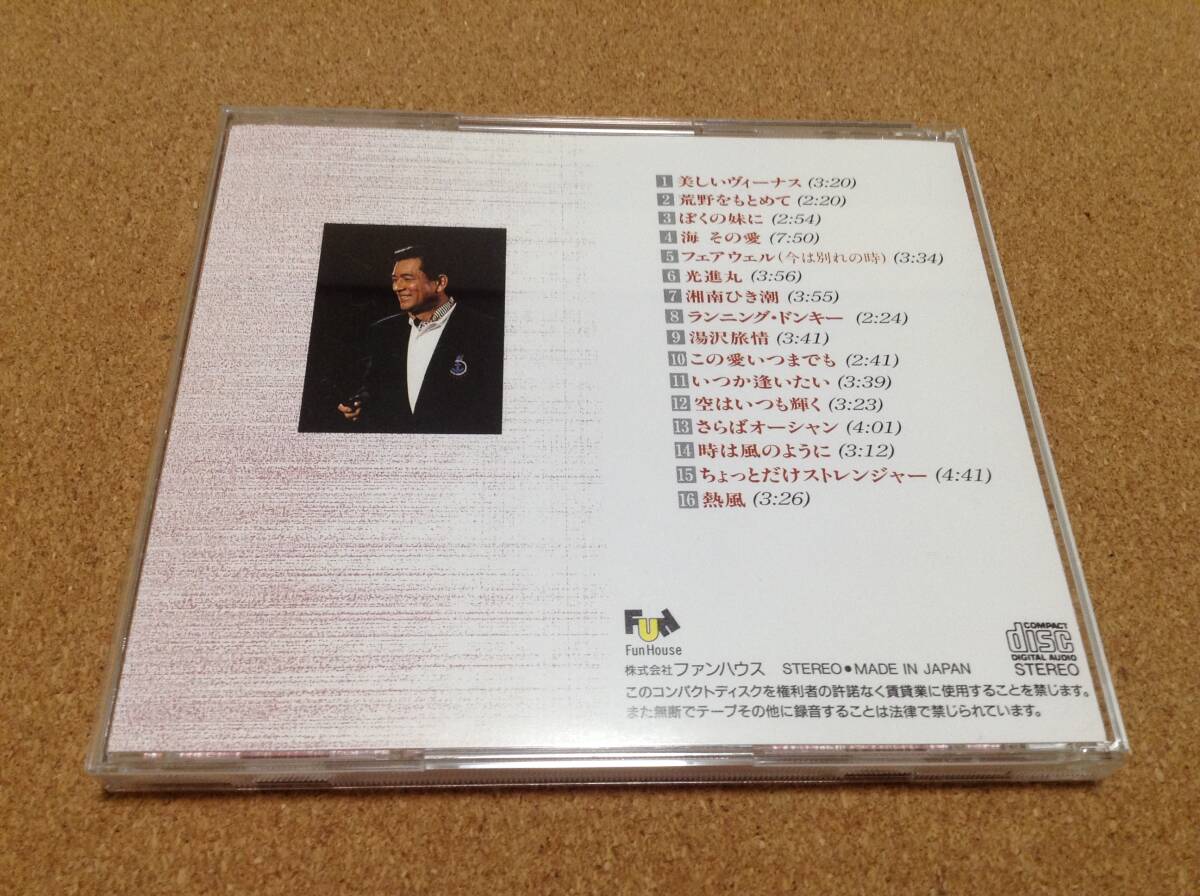 1 美しいヴィーナス (3:20)
2 荒野をもとめて (2:20)
3 ぼくの妹に (2:54)
4 海 その愛 (7:50)
5 フェアウェル(今は別れの時) (3:34)
6 光進丸 (3:56)
7 湘南ひき潮 (3:55)
8 ランニング・ドンキー (2:24)
9 湯沢旅情 (3:41)
10 この愛いつまでも (2:41)
11 いつか逢いたい (3:39)
12 空はいつも輝く (3:23)
13 さらばオーシャン (4:01)
14 時は風のように (3:12)
15 ちょっとだけストレンジャー (4:41)
16 熱風 (3:26)
Fun
Fun House
株式会社ファンハウス STEREO●MADE IN JAPAN
COMPACT
disc
DIGITAL AUDIO
STEREO
このコンパクトディスクを権利者の許諾なく賃貸業に使用することを禁じます。
また無断でテープその他に録音することは法律で禁じられています。